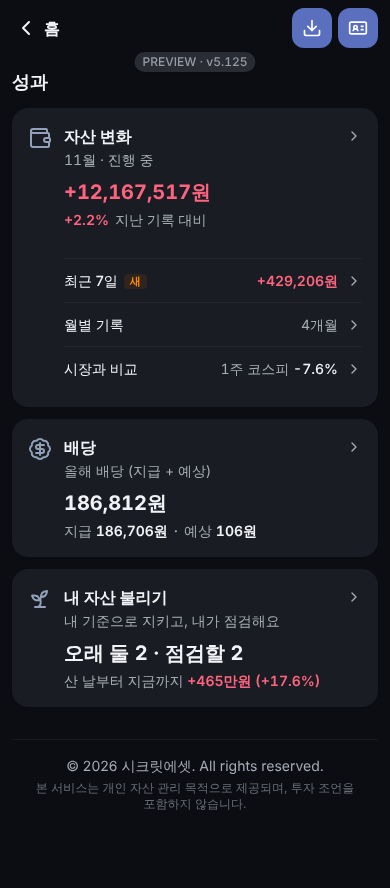 홈
PREVIEW · v5.125
성과
자산 변화
11월 · 진행 중
+12,167,517원
+2.2% 지난 기록 대비
최근 7일 새 +429,206원
월별 기록 4개월
시장과 비교 1주 코스피 -7.6%
배당
올해 배당 (지급 + 예상)
186,812원
지급 186,706원 · 예상 106원
내 자산 불리기
내 기준으로 지키고, 내가 점검해요
오래 둘 2 · 점검할 2
산 날부터 지금까지 +465만원 (+17.6%)
© 2026 시크릿에셋. All rights reserved.
본 서비스는 개인 자산 관리 목적으로 제공되며, 투자 조언을
포함하지 않습니다.